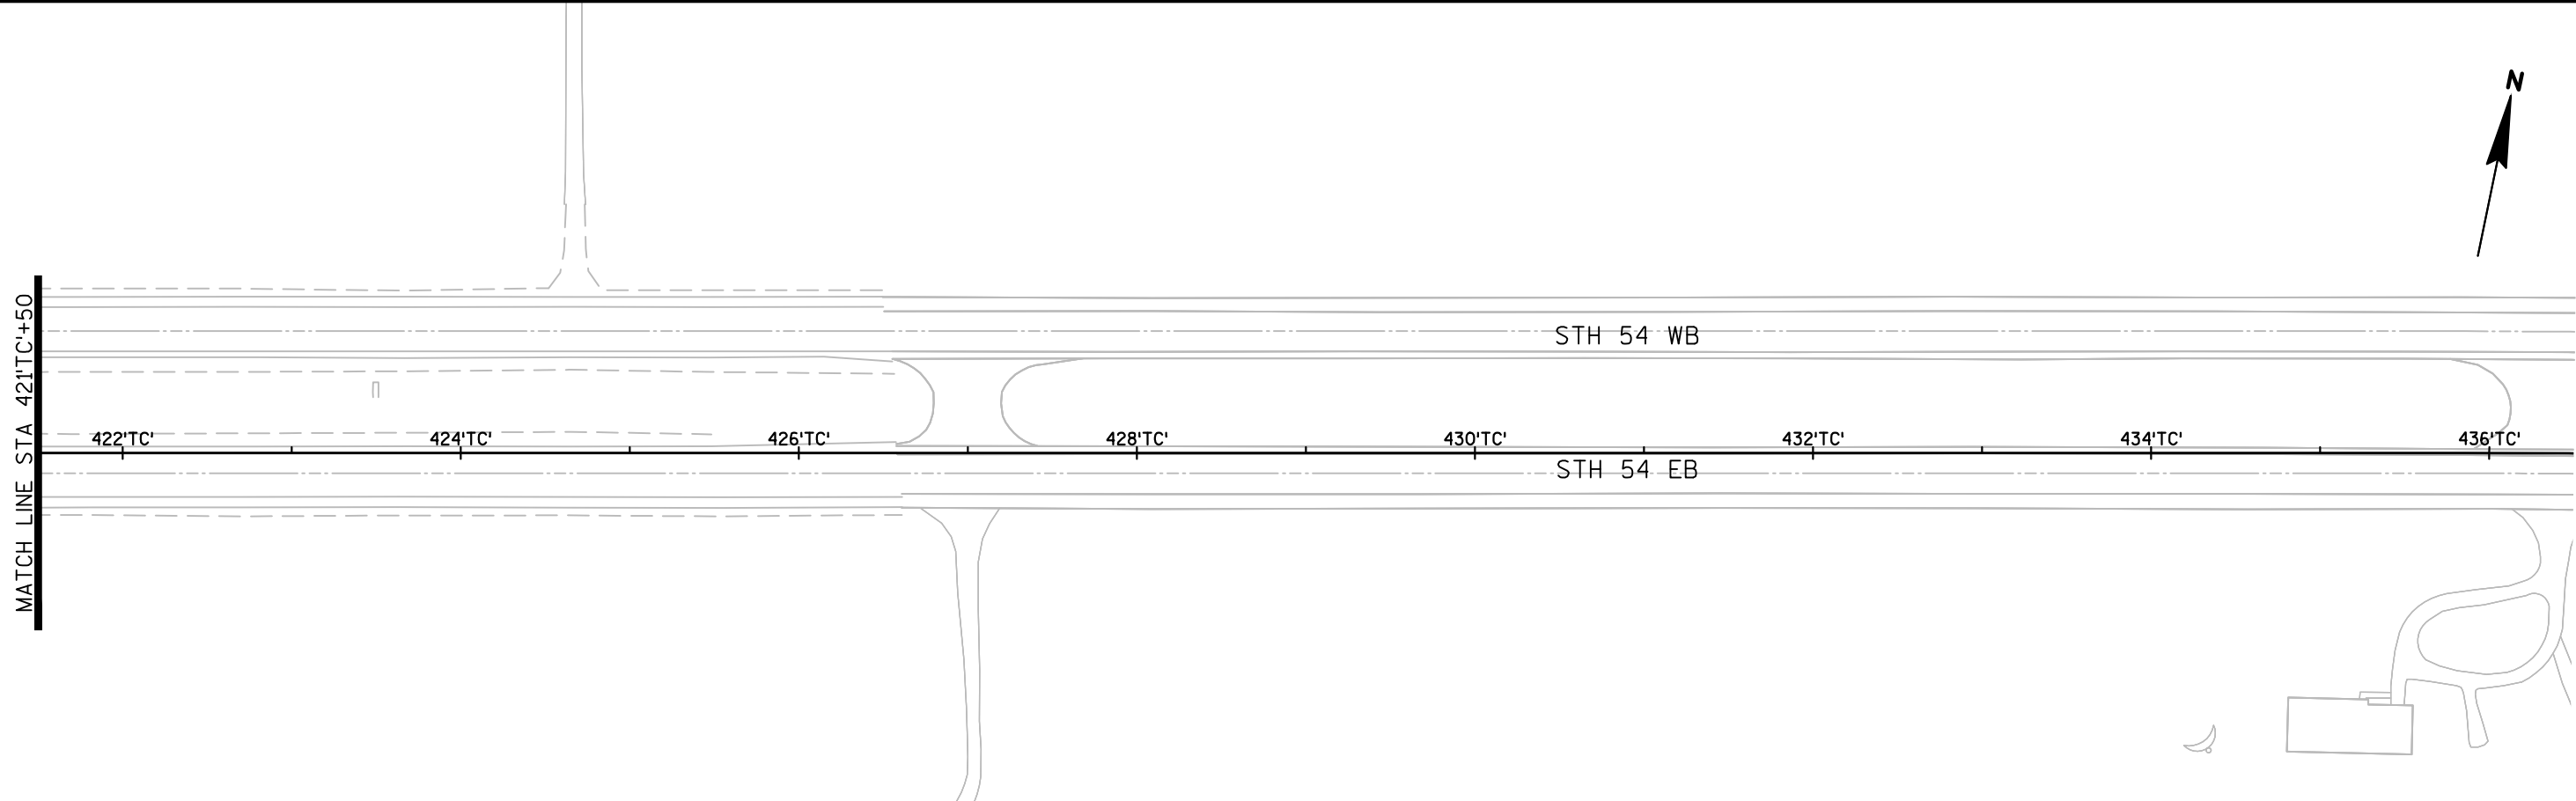 N
MATCH LINE STA 421'TC'+50
STH 54 WB
422'TC' 424'TC' 426'TC' 428'TC' 430'TC' 432'TC' 434'TC' 436'TC'
STH 54 EB